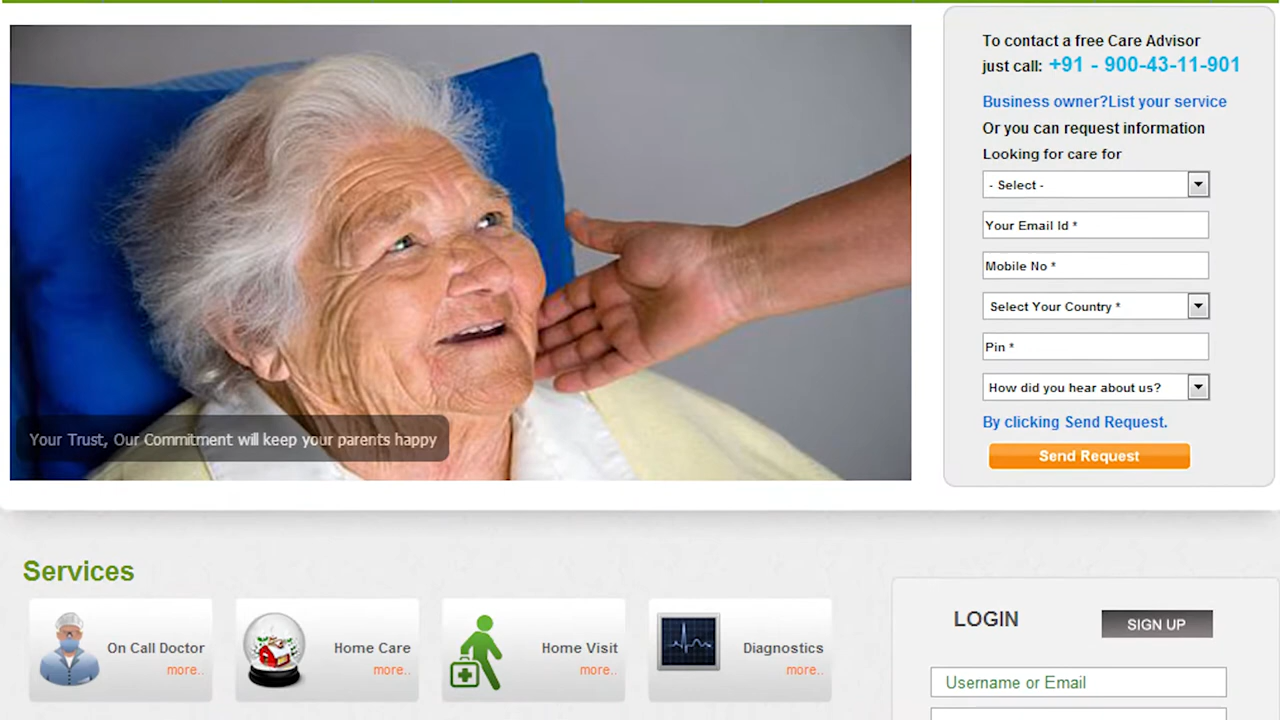 To contact a free Care Advisor
just call: +91 - 900-43-11-901
Business owner?List your service
Or you can request information
Looking for care for
- Select -
Your Email Id *
Mobile No *
Select Your Country *
Pin *
How did you hear about us?
By clicking Send Request.
Send Request
Your Trust, Our Commitment will keep your parents happy
Services
On Call Doctor
more..
Home Care
more..
Home Visit
more..
Diagnostics
more..
LOGIN
SIGN UP
Username or Email